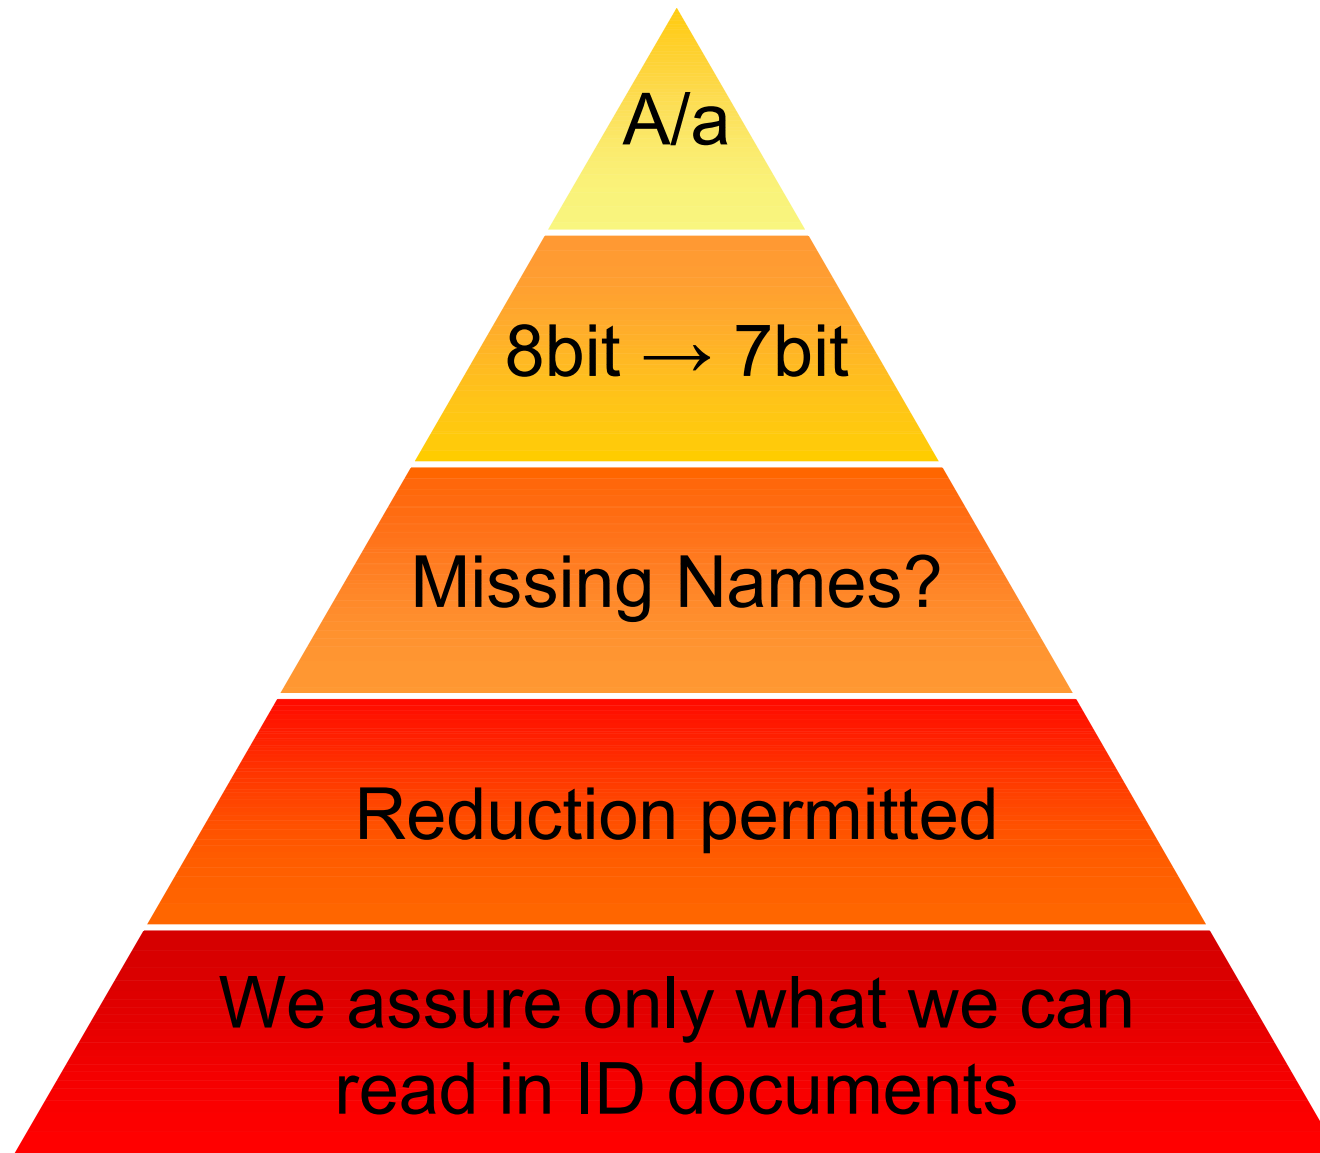 A/a
8bit → 7bit
Missing Names?
Reduction permitted
We assure only what we can
read in ID documents